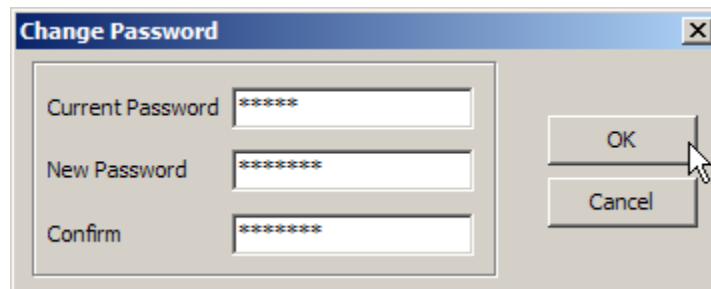 Change Password
Current Password *****
New Password *******
Confirm *******
OK
Cancel